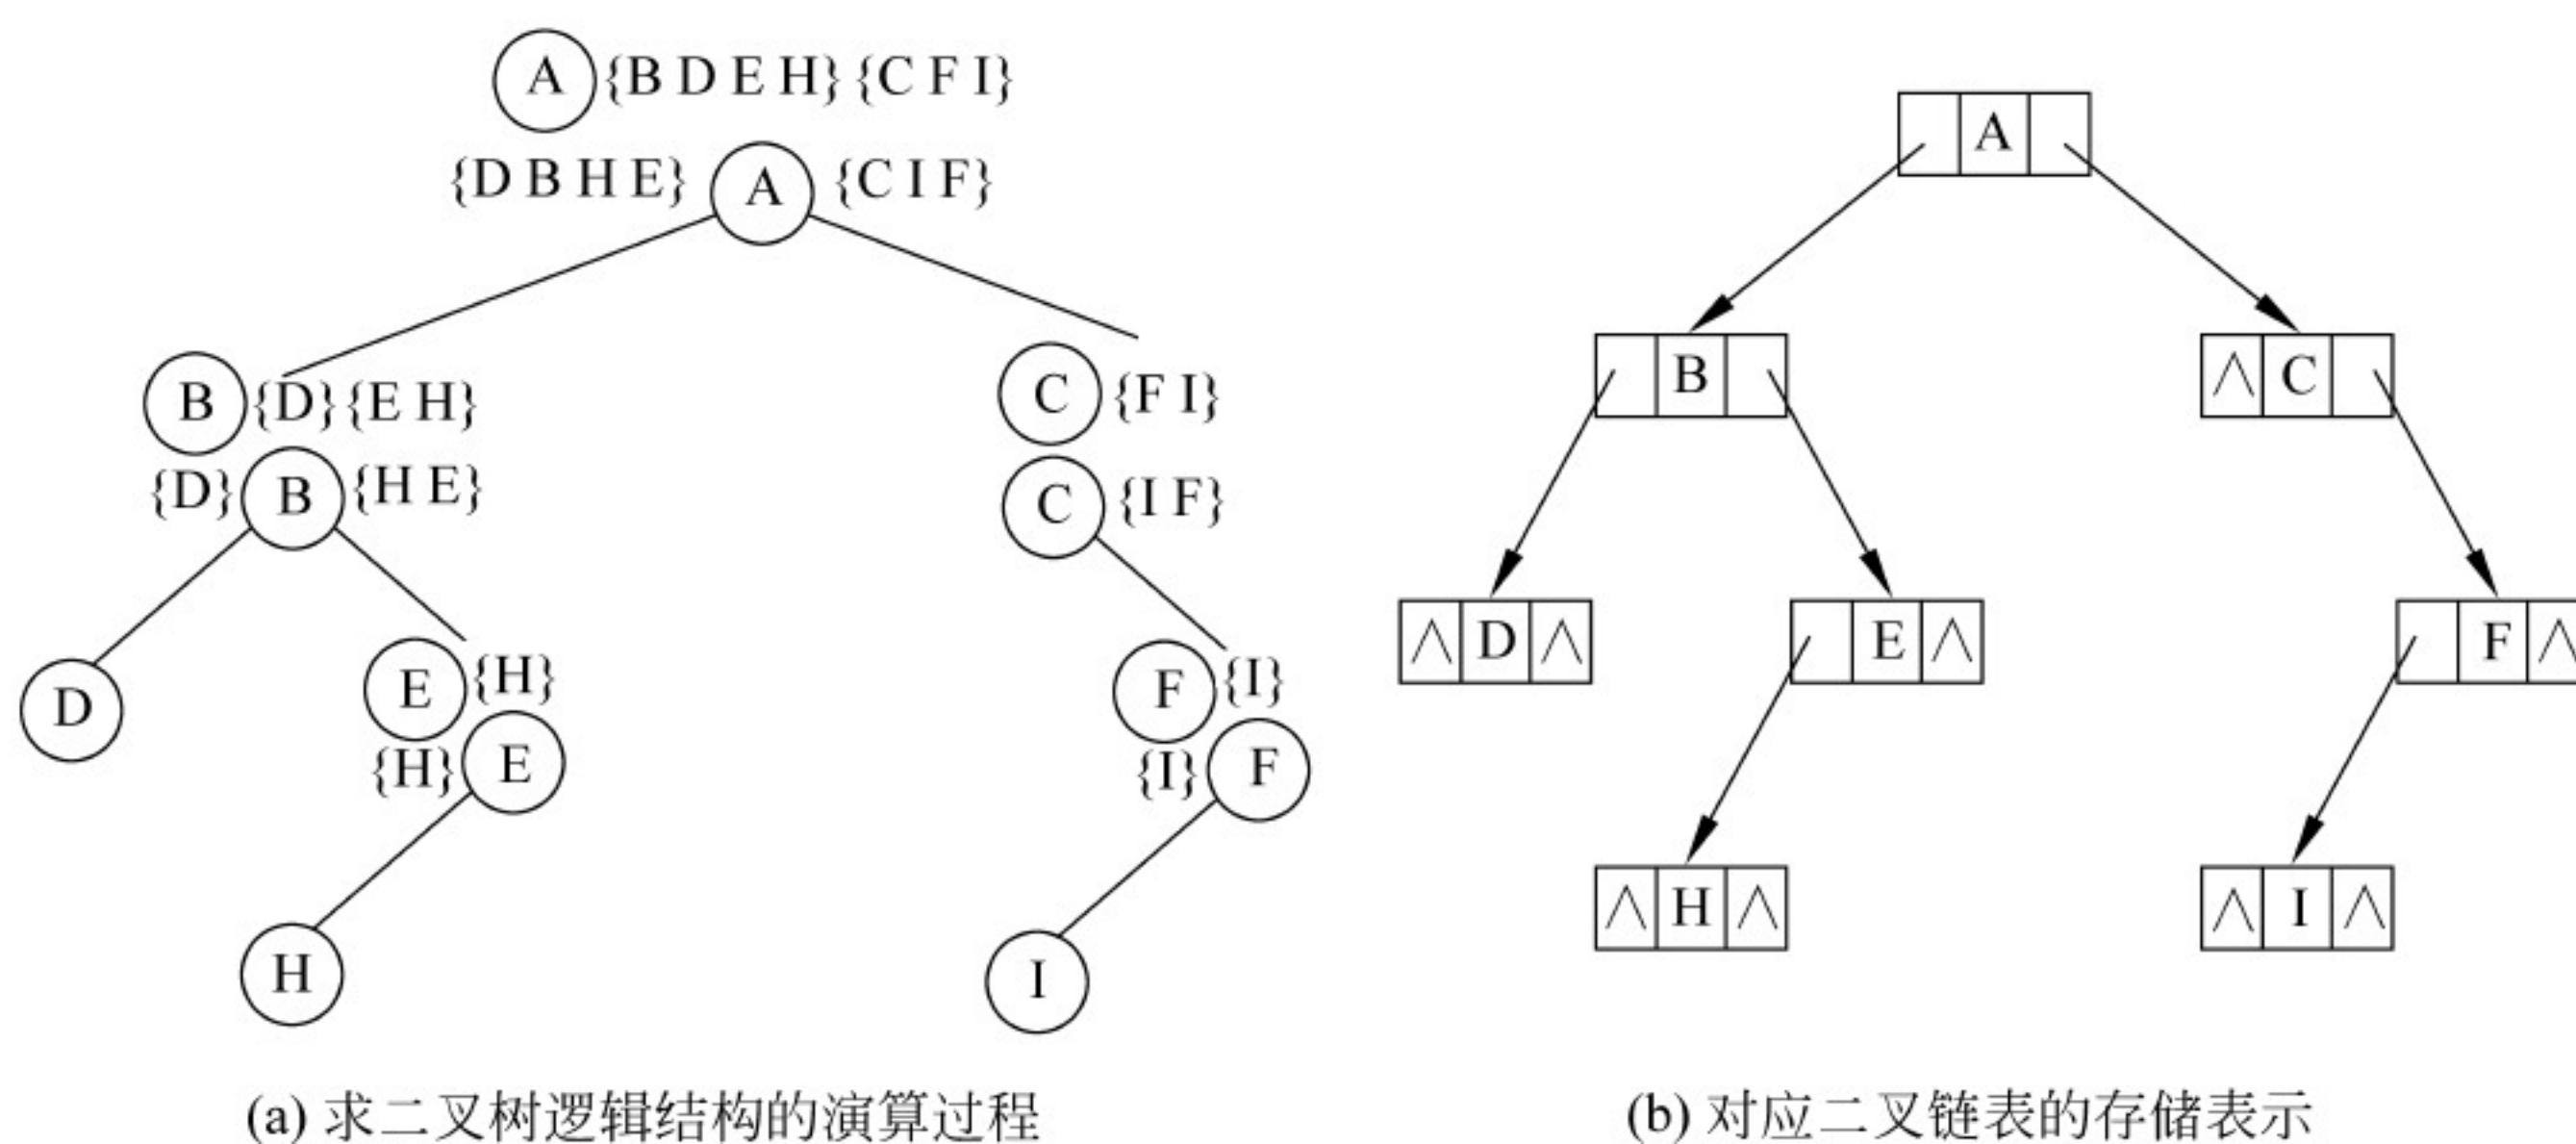 A {B D E H} {C F I}
{D B H E} A {C I F}
B {D} {E H}
C {F I}
{D} B {H E}
C {I F}
D
E {H}
F {I}
{H} E
{I} F
H
I
(a) 求二叉树逻辑结构的演算过程
A
B
∧ C
∧ D ∧
E ∧
F ∧
∧ H ∧
∧ I ∧
(b) 对应二叉链表的存储表示